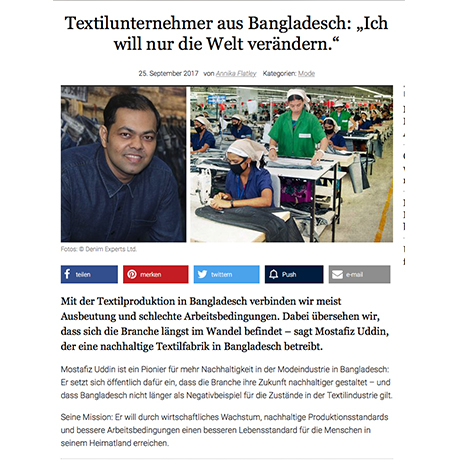 Textilunternehmer aus Bangladesch: „Ich
will nur die Welt verändern.“
25. September 2017 von Annika Flatley Kategorien: Mode
Fotos: © Denim Experts Ltd.
teilen merken twittern Push e-mail
Mit der Textilproduktion in Bangladesch verbinden wir meist
Ausbeutung und schlechte Arbeitsbedingungen. Dabei übersehen wir,
dass sich die Branche längst im Wandel befindet – sagt Mostafiz Uddin,
der eine nachhaltige Textilfabrik in Bangladesch betreibt.
Mostafiz Uddin ist ein Pionier für mehr Nachhaltigkeit in der Modeindustrie in Bangladesch:
Er setzt sich öffentlich dafür ein, dass die Branche ihre Zukunft nachhaltiger gestaltet – und
dass Bangladesch nicht länger als Negativbeispiel für die Zustände in der Textilindustrie gilt.
Seine Mission: Er will durch wirtschaftliches Wachstum, nachhaltige Produktionsstandards
und bessere Arbeitsbedingungen einen besseren Lebensstandard für die Menschen in
seinem Heimatland erreichen.